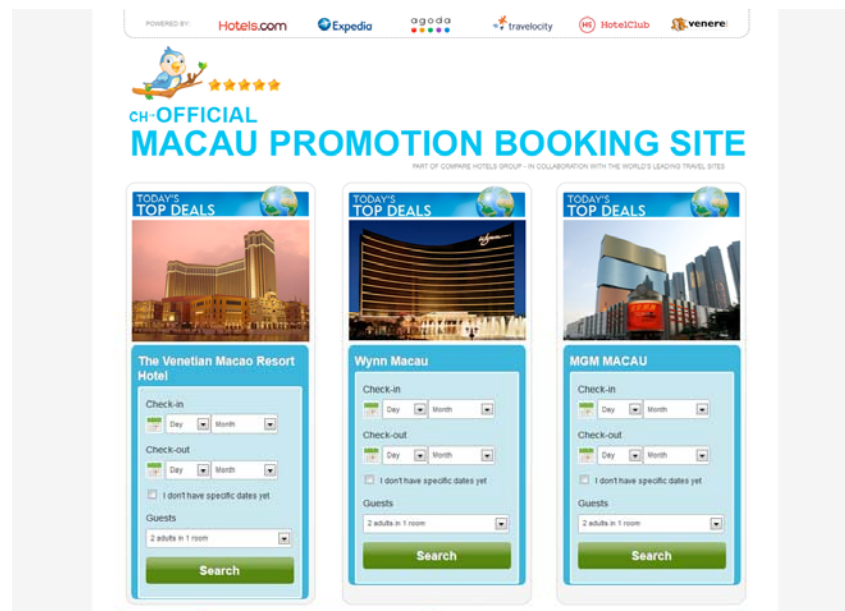 POWERED BY: Hotels.com Expedia agoda travelocity HC HotelClub venere
CH-OFFICIAL
MACAU PROMOTION BOOKING SITE
PART OF COMPARE HOTELS GROUP - IN COLLABORATION WITH THE WORLD'S LEADING TRAVEL SITES
TODAY'S
TOP DEALS
The Venetian Macao Resort
Hotel
Check-in
Day Month
Check-out
Day Month
I don't have specific dates yet
Guests
2 adults in 1 room
Search
TODAY'S
TOP DEALS
Wynn
Wynn Macau
Check-in
Day Month
Check-out
Day Month
I don't have specific dates yet
Guests
2 adults in 1 room
Search
TODAY'S
TOP DEALS
MGM MACAU
Check-in
Day Month
Check-out
Day Month
I don't have specific dates yet
Guests
2 adults in 1 room
Search